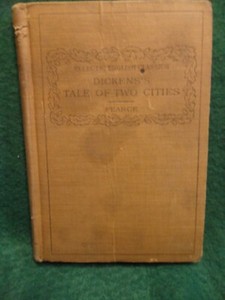 DICKENS'S
TALE OF TWO CITIES
PEARCE